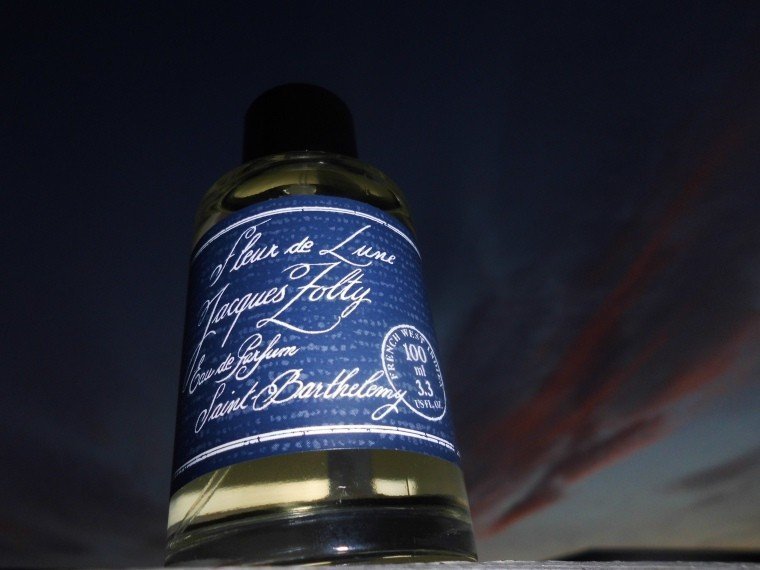 Fleur de Lune
Jacques Zolty
Eau de Parfum
Saint-Barthelemy
FRENCH WEST INDIES
100
ml
3.3
US FL. OZ